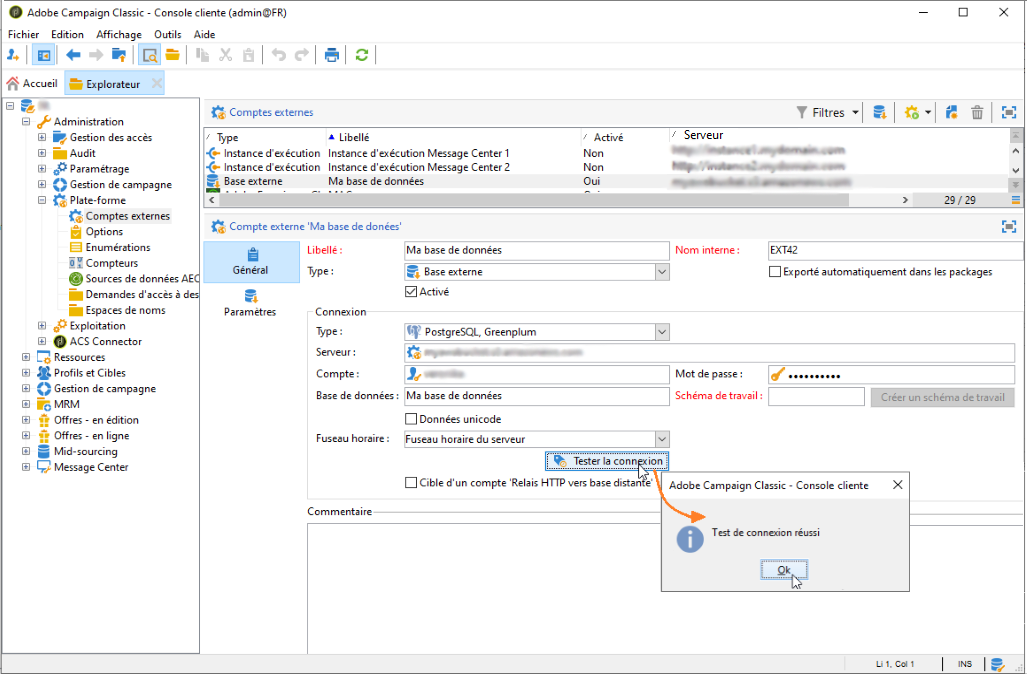 Adobe Campaign Classic - Console cliente (admin@FR)
Fichier Edition Affichage Outils Aide
Accueil Explorateur
Administration
Gestion des accès
Audit
Paramétrage
Gestion de campagne
Plate-forme
Comptes externes
Options
Enumérations
Compteurs
Sources de données AEC
Demandes d'accès à des
Espaces de noms
Exploitation
ACS Connector
Ressources
Profils et Cibles
Gestion de campagne
MRM
Offres - en édition
Offres - en ligne
Mid-sourcing
Message Center
Comptes externes Filtres
Type Libellé Activé Serveur
Instance d'exécution Instance d'exécution Message Center 1 Non http://instance1.mydomain.com
Instance d'exécution Instance d'exécution Message Center 2 Non http://instance2.mydomain.com
Base externe Ma base de données Oui
29 / 29
Compte externe 'Ma base de donées'
Général
Paramètres
Libellé : Ma base de données Nom interne : EXT42
Type : Base externe Exporté automatiquement dans les packages
Activé
Connexion
Type : PostgreSQL, Greenplum
Serveur :
Compte : Mot de passe : ●●●●●●●●●●
Base de données : Ma base de données Schéma de travail : Créer un schéma de travail
Données unicode
Fuseau horaire : Fuseau horaire du serveur
Tester la connexion
Cible d'un compte 'Relais HTTP vers base distante'
Commentaire
Adobe Campaign Classic - Console cliente
Test de connexion réussi
Ok
Li 1, Col 1 INS